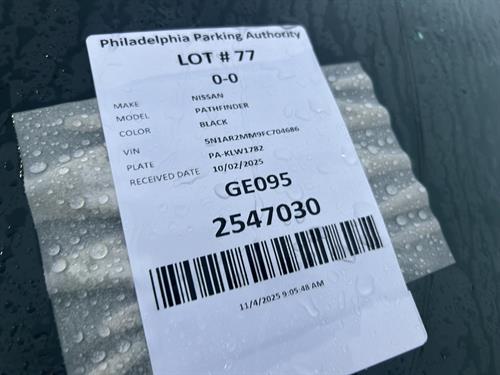 Philadelphia Parking Authority
LOT # 77
0-0
MAKE NISSAN
MODEL PATHFINDER
COLOR BLACK
VIN 5N1AR2MM9FC704686
PLATE PA-KLW1782
RECEIVED DATE 10/02/2025
GE095
2547030
11/4/2025 9:05:48 AM